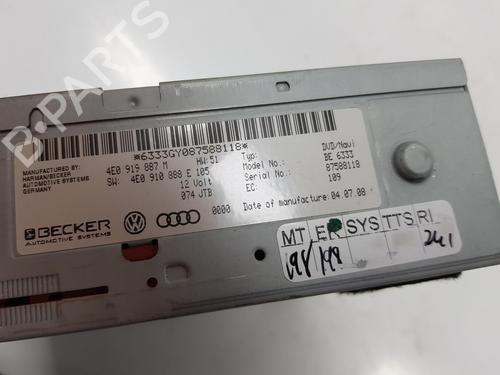 *6333GY087588118*
MANUFACTURED BY: 4E0 919 887 M HW:51 Typ: DVD/Navi
HARMAN/BECKER SW: 4E0 910 888 E 105 Model No.: BE 6333
AUTOMOTIVE SYSTEMS 12 Volt Serial No.: 87588118
GERMANY 074 JTB EC: 109
BECKER 0000 Date of manufacture: 04.07.08
AUTOMOTIVE SYSTEMS
MT ER SYS TTS RI
241
B-PARTS